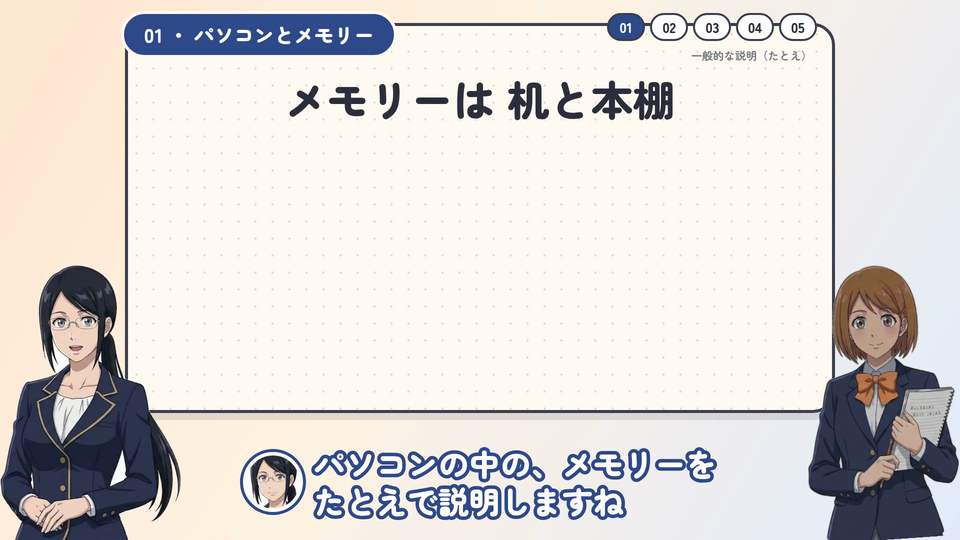 01 ・ パソコンとメモリー
01 02 03 04 05
一般的な説明（たとえ）
メモリーは 机と本棚
パソコンの中の、メモリーを
たとえで説明しますね